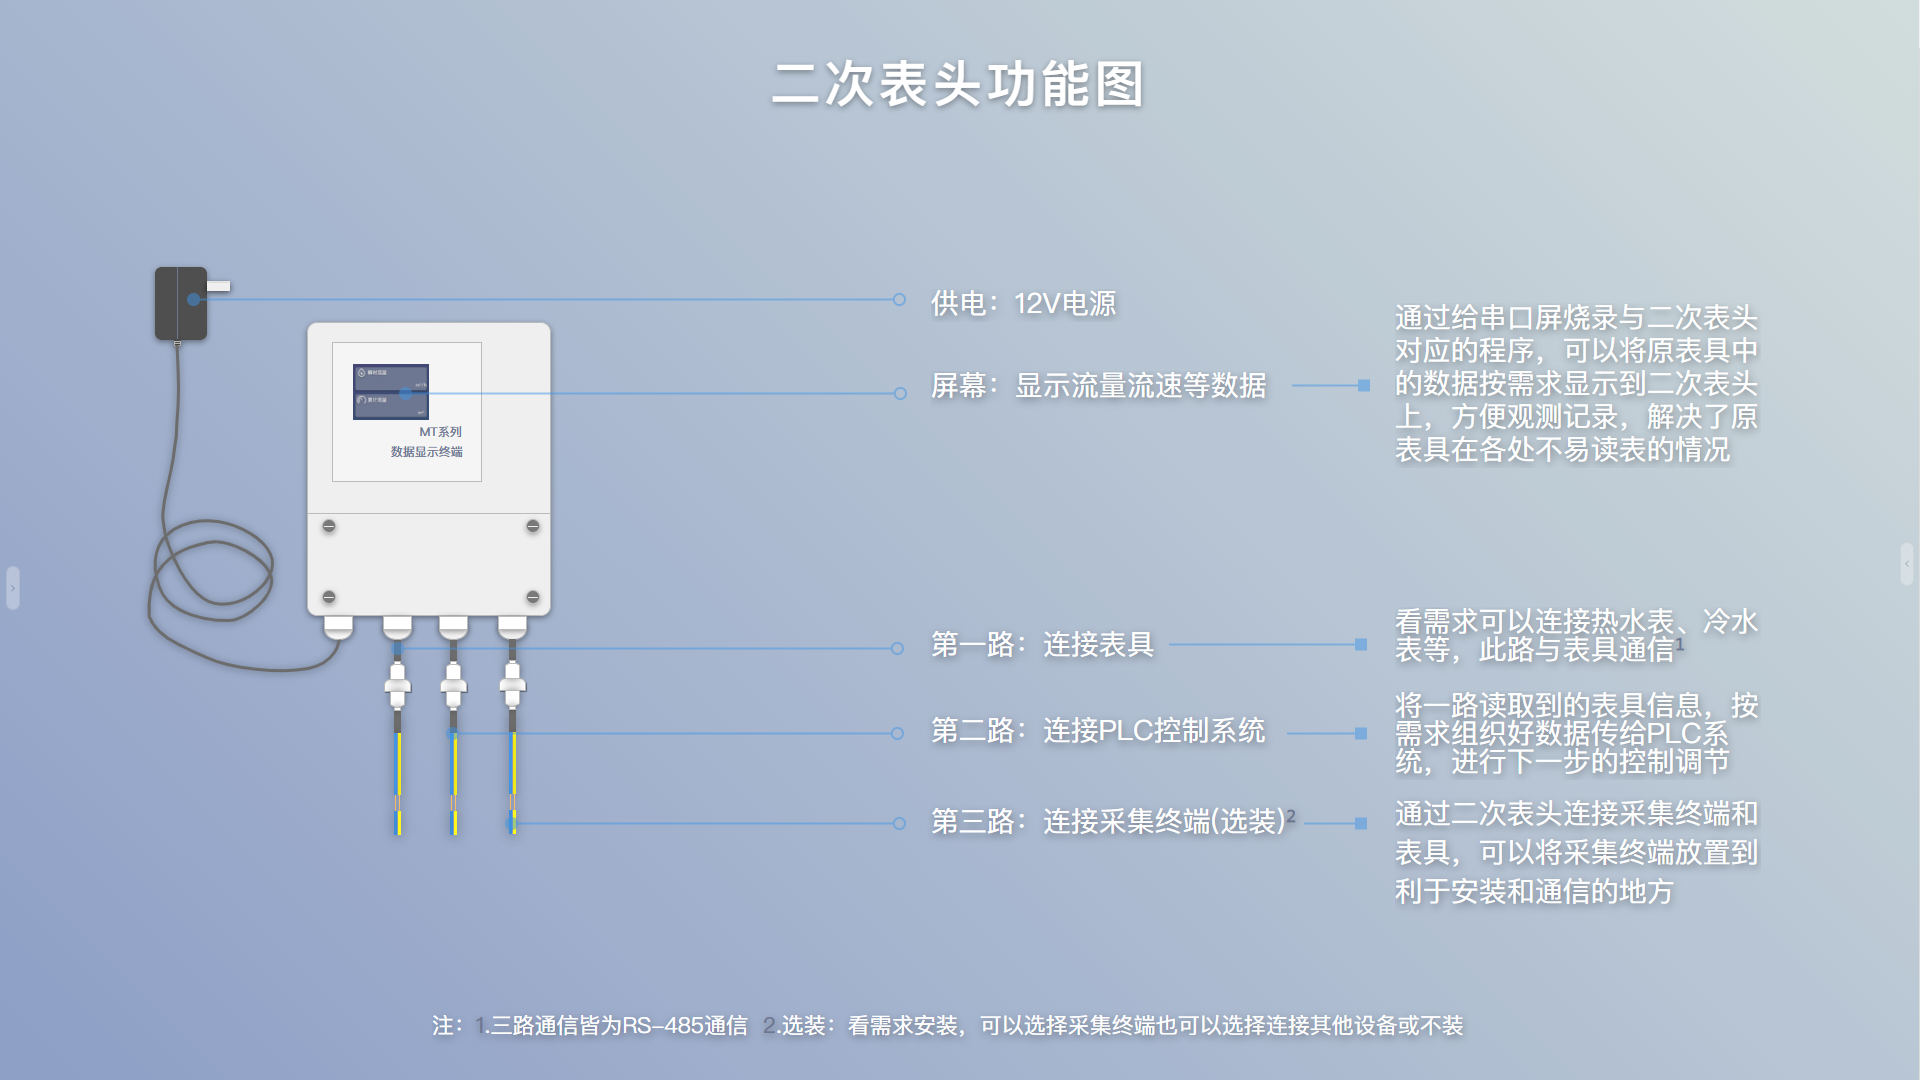 二次表头功能图
供电：12V电源
屏幕：显示流量流速等数据
通过给串口屏烧录与二次表头
对应的程序，可以将原表具中
的数据按需求显示到二次表头
上，方便观测记录，解决了原
表具在各处不易读表的情况
MT系列
数据显示终端
第一路：连接表具
看需求可以连接热水表、冷水
表等，此路与表具通信1
第二路：连接PLC控制系统
将一路读取到的表具信息，按
需求组织好数据传给PLC系
统，进行下一步的控制调节
第三路：连接采集终端(选装)2
通过二次表头连接采集终端和
表具，可以将采集终端放置到
利于安装和通信的地方
注：1.三路通信皆为RS-485通信 2.选装：看需求安装，可以选择采集终端也可以选择连接其他设备或不装